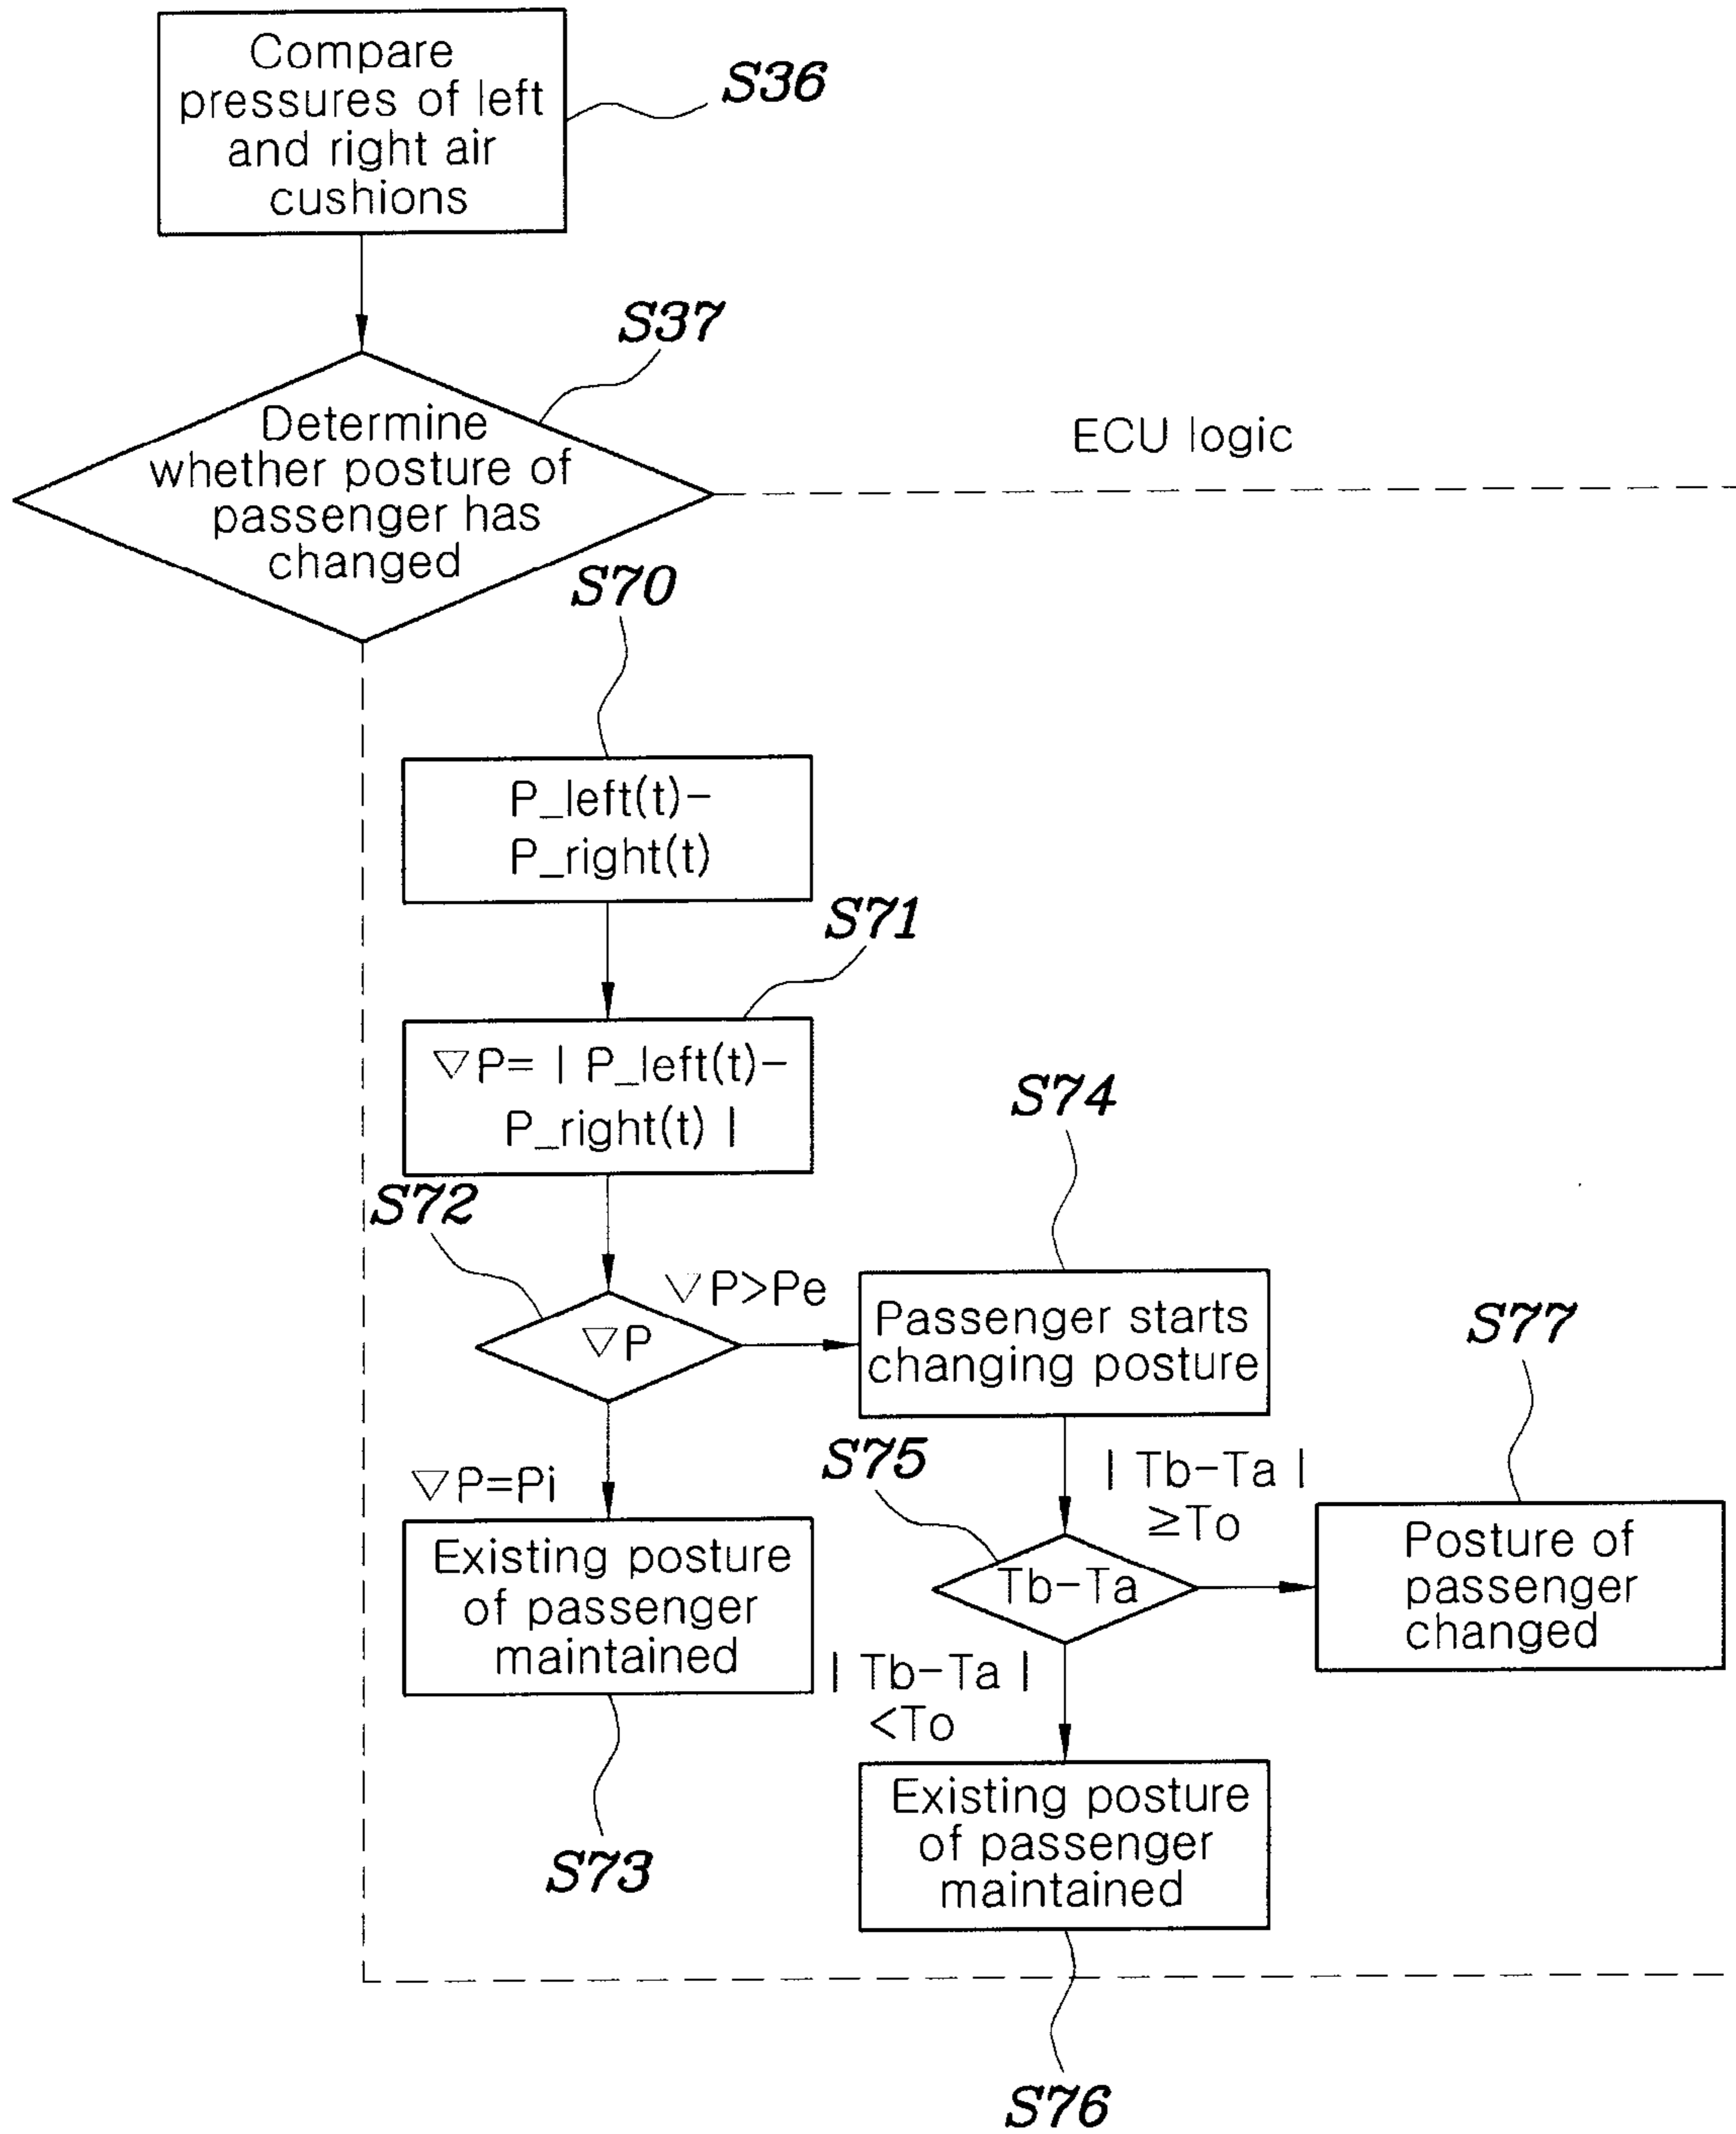 Compare
pressures of left
and right air
cushions
S36
S37
Determine
whether posture of
passenger has
changed
ECU logic
S70
P_left(t)-
P_right(t)
S71
▽P= | P_left(t)-
P_right(t) |
S72
S74
▽P>Pe
▽P
Passenger starts
changing posture
S77
▽P=Pi
S75
| Tb-Ta |
≥To
Existing posture
of passenger
maintained
Tb-Ta
Posture of
passenger
changed
| Tb-Ta |
<To
Existing posture
of passenger
maintained
S73
S76